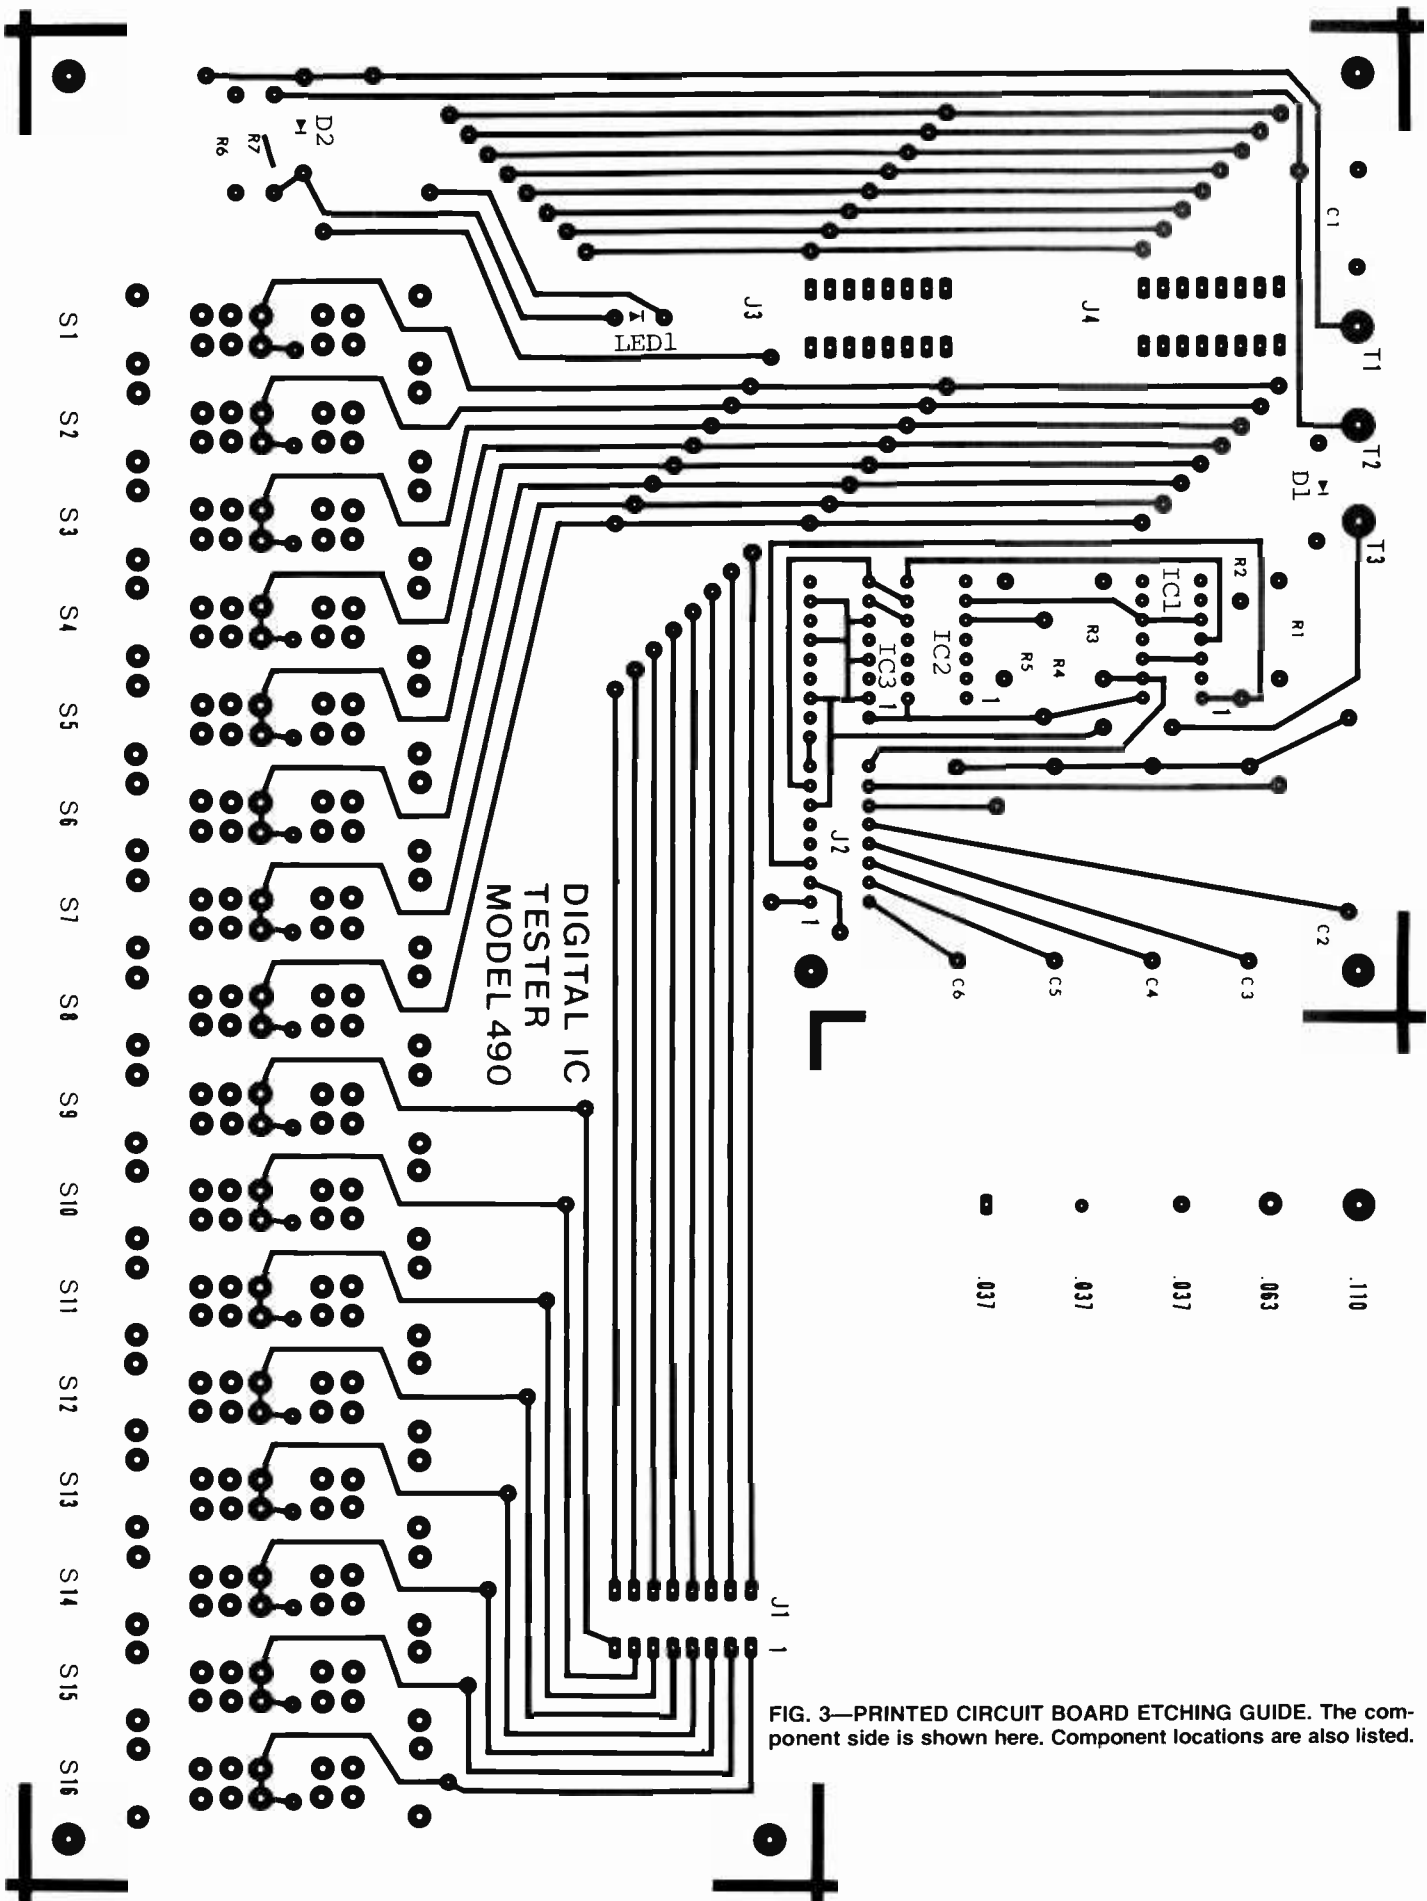 D2
R7
R6
C1
J3
J4
LED1
T1
T2
D1
T3
S1
S2
S3
S4
S5
S6
S7
S8
S9
S10
S11
S12
S13
S14
S15
S16
IC1
R2
R1
R3
IC2
IC3
R5
R4
1
1
1
J2
1
C2
C6
C5
C4
C3
DIGITAL IC
TESTER
MODEL 490
.037
.037
.037
.063
.110
J1
1
FIG. 3—PRINTED CIRCUIT BOARD ETCHING GUIDE. The com-
ponent side is shown here. Component locations are also listed.